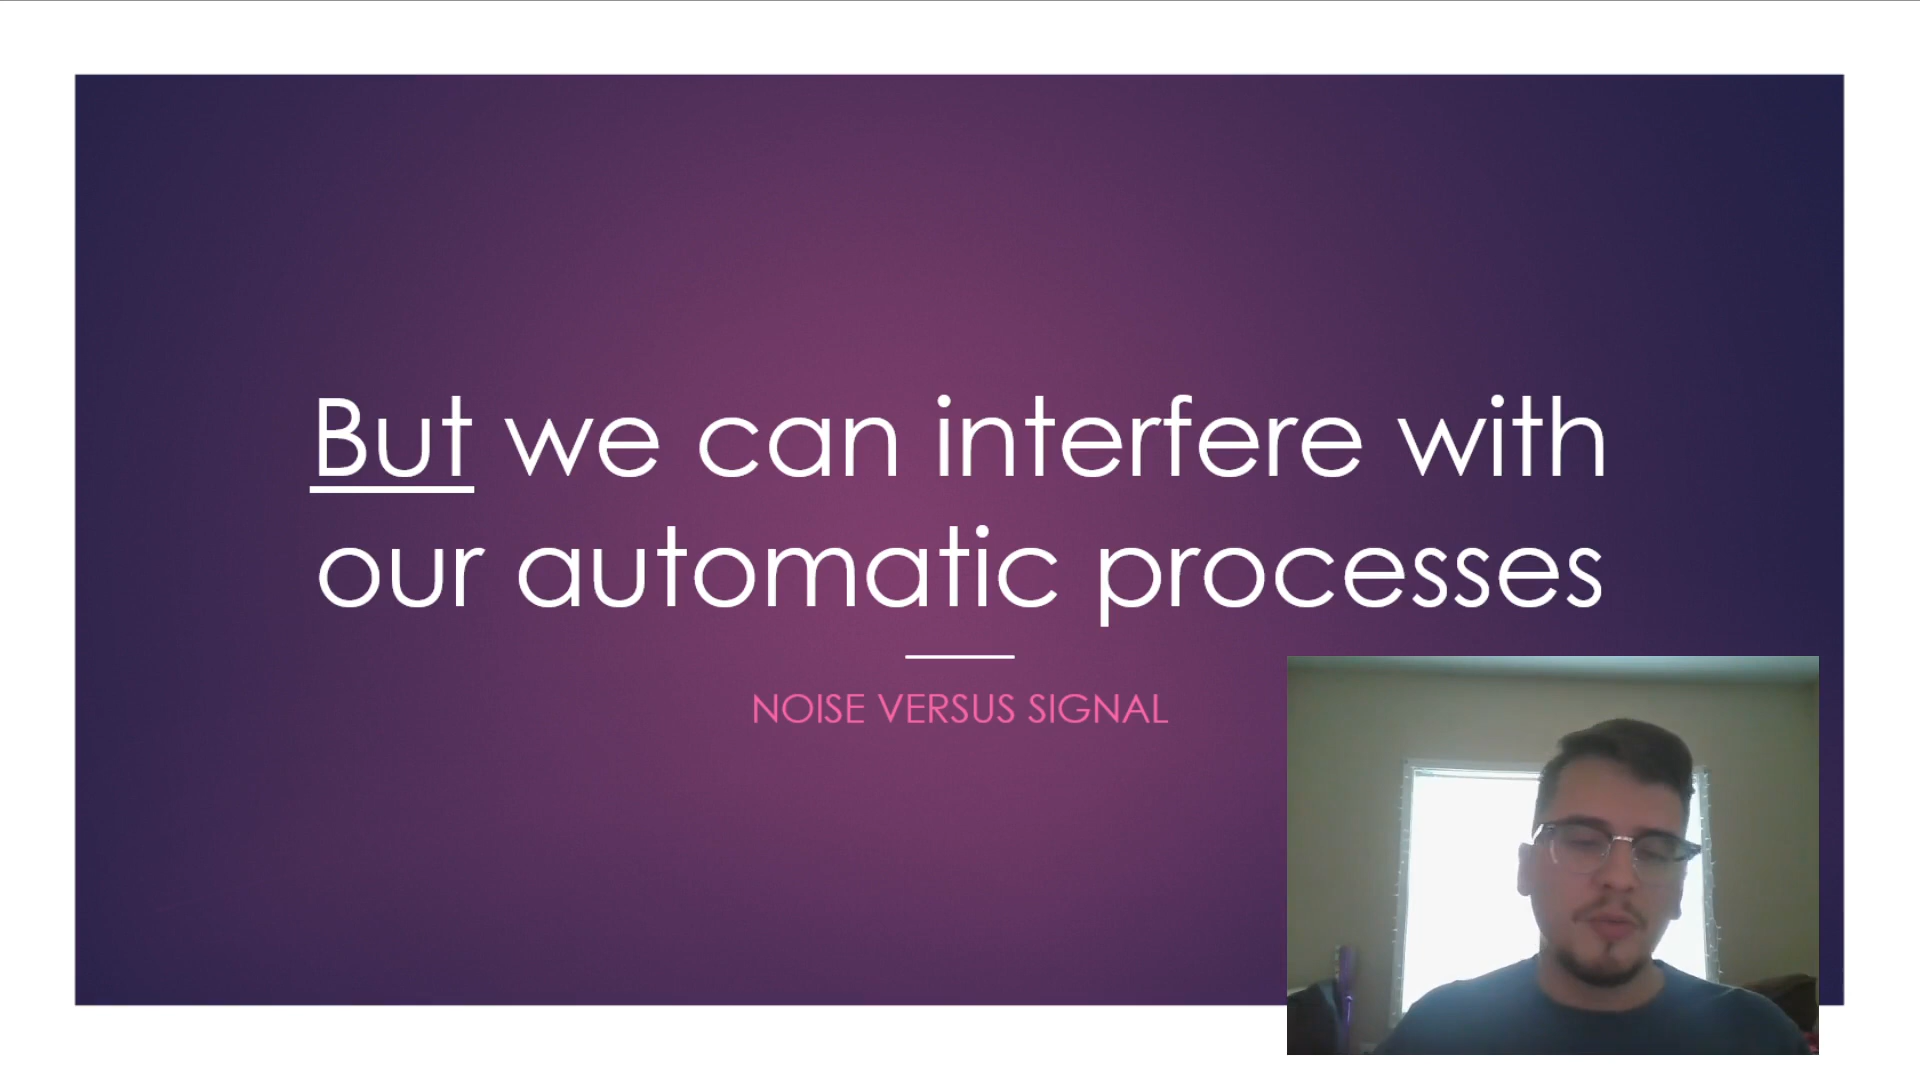 But we can interfere with
our automatic processes
NOISE VERSUS SIGNAL